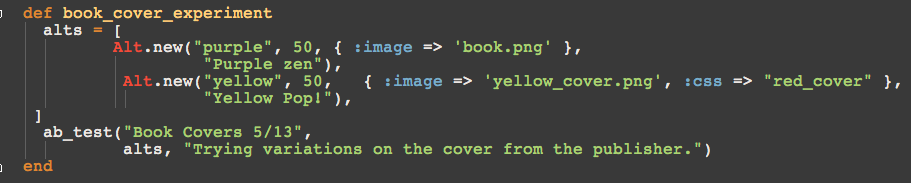 def book_cover_experiment
alts = [
Alt.new("purple", 50, { :image => 'book.png' },
"Purple zen"),
Alt.new("yellow", 50, { :image => 'yellow_cover.png', :css => "red_cover" },
"Yellow Pop!"),
]
ab_test("Book Covers 5/13",
alts, "Trying variations on the cover from the publisher.")
end